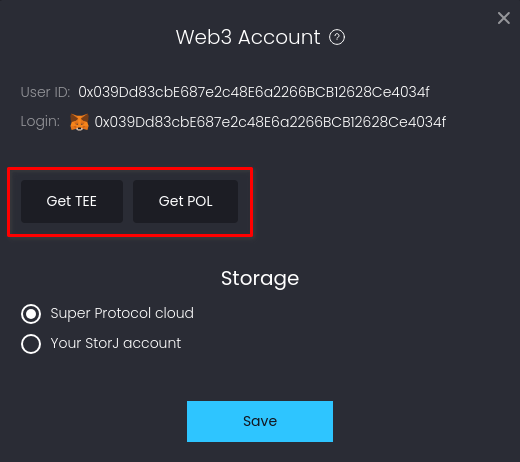 Web3 Account ?
User ID: 0x039Dd83cbE687e2c48E6a2266BCB12628Ce4034f
Login: 0x039Dd83cbE687e2c48E6a2266BCB12628Ce4034f
Get TEE Get POL
Storage
Super Protocol cloud
Your StorJ account
Save